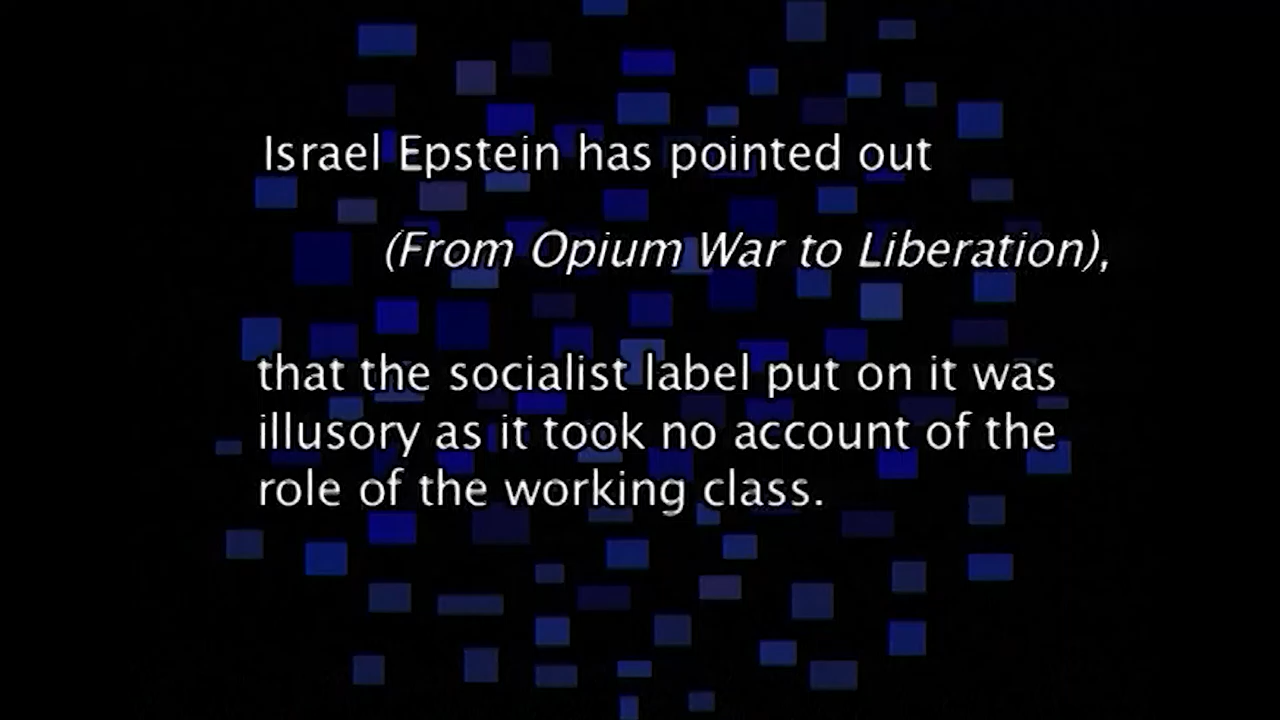 Israel Epstein has pointed out
(From Opium War to Liberation),
that the socialist label put on it was
illusory as it took no account of the
role of the working class.